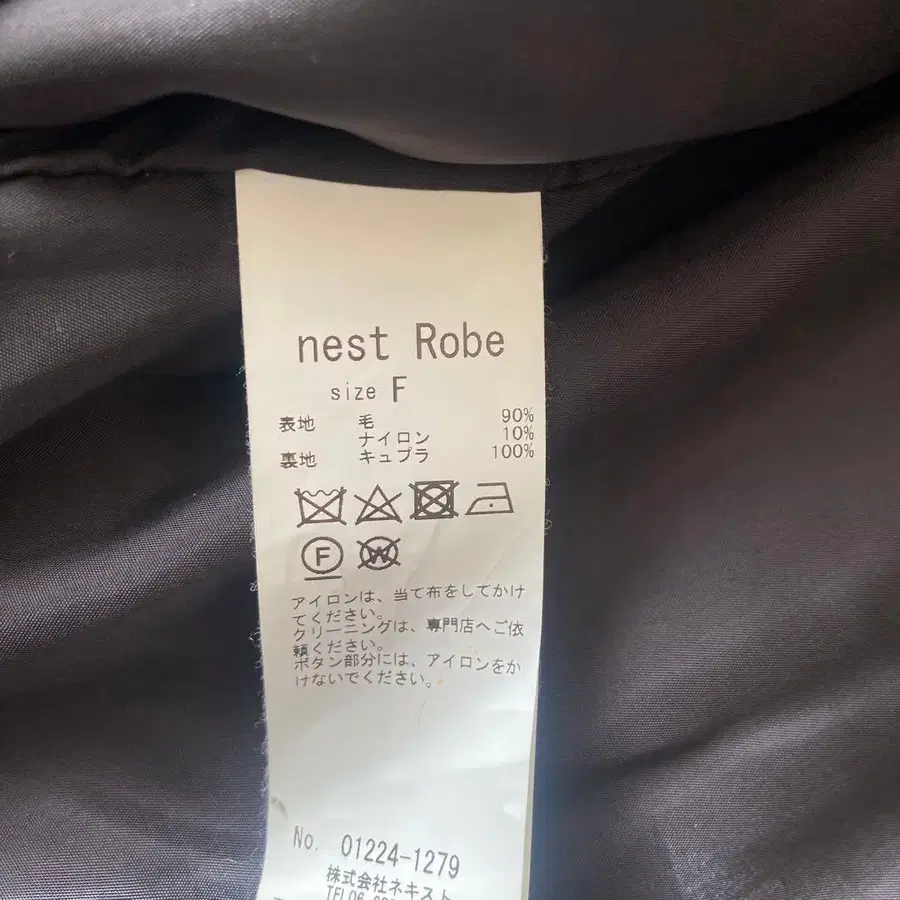 nest Robe
size F
表地 毛 90%
ナイロン 10%
裏地 キュプラ 100%
F W
アイロンは、当て布をしてかけ
てください。
クリーニングは、専門店へご依
頼ください。
ボタン部分には、アイロンをか
けないでください。
No. 01224-1279
株式会社ネキスト